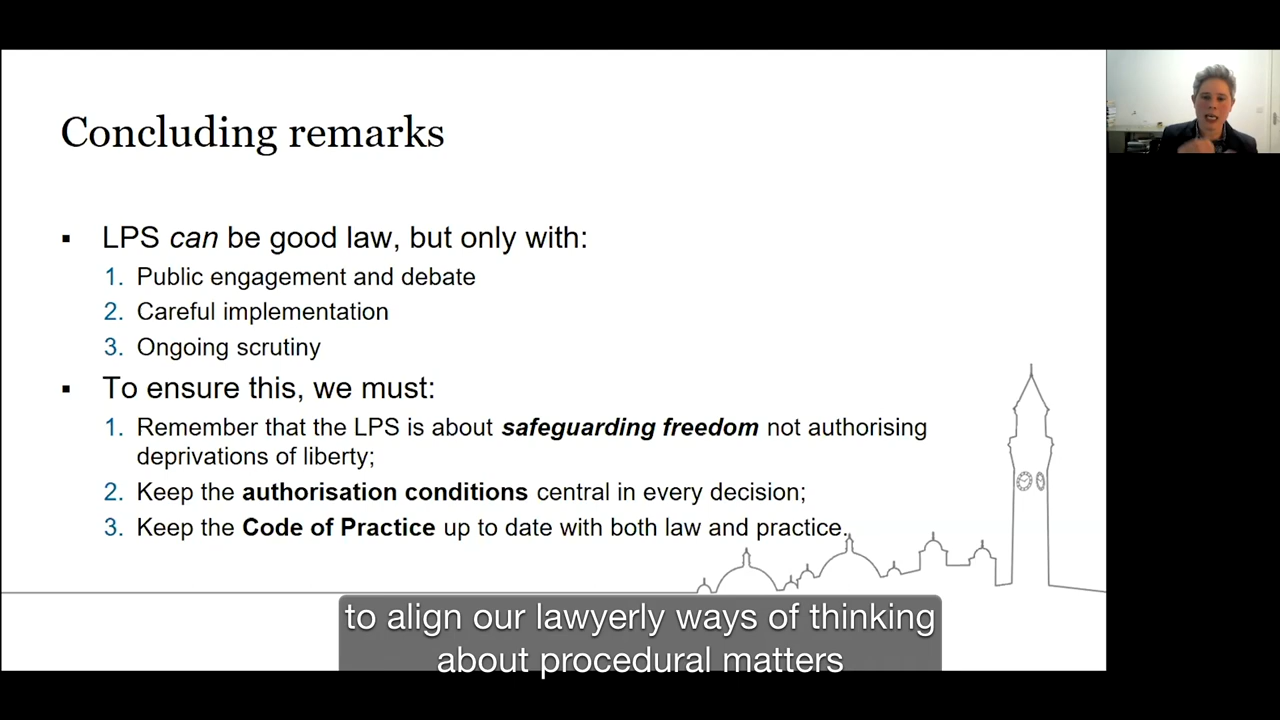 Concluding remarks
▪ LPS can be good law, but only with:
1. Public engagement and debate
2. Careful implementation
3. Ongoing scrutiny
▪ To ensure this, we must:
1. Remember that the LPS is about safeguarding freedom not authorising
deprivations of liberty;
2. Keep the authorisation conditions central in every decision;
3. Keep the Code of Practice up to date with both law and practice.
to align our lawyerly ways of thinking
about procedural matters